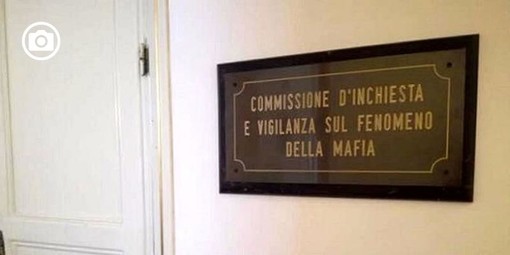 COMMISSIONE D'INCHIESTA
E VIGILANZA SUL FENOMENO
DELLA MAFIA